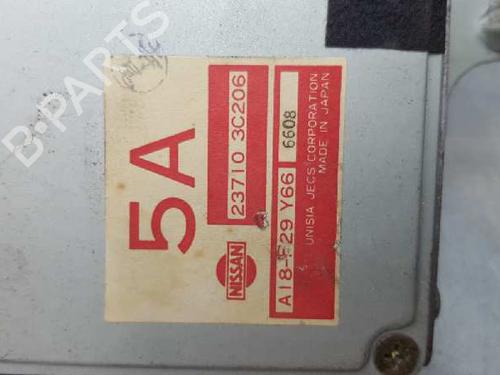 5A
23710 3C206
NISSAN
A18-F29 Y66
6608
UNISIA JECS CORPORATION
MADE IN JAPAN
B-PARTS